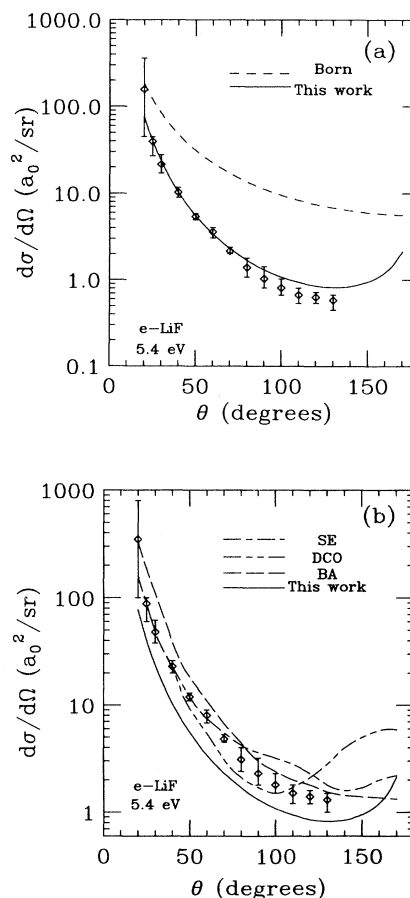 1000.0
(a)
Born
This work
100.0
10.0
1.0
0.1
dσ/dΩ (a₀²/sr)
e-LiF
5.4 eV
0
50
100
150
θ (degrees)
1000
(b)
SE
DCO
BA
This work
100
10
1
dσ/dΩ (a₀²/sr)
e-LiF
5.4 eV
0
50
100
150
θ (degrees)